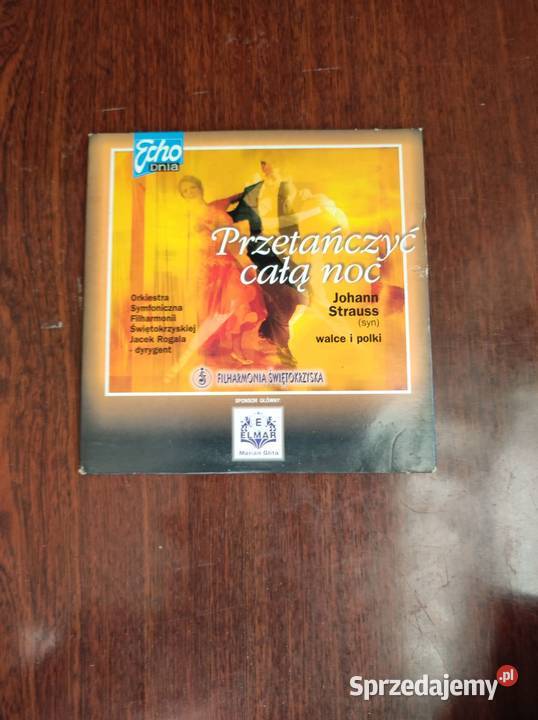 Echo
Dnia
Przetańczyć
całą noc
Orkiestra
Symfoniczna
Filharmonii
Świętokrzyskiej
Jacek Rogala
- dyrygent
Johann
Strauss
(syn)
walce i polki
FILHARMONIA ŚWIĘTOKRZYSKA
SPONSOR GŁÓWNY
E
ELMAR
Marian Glita
Sprzedajemy.pl